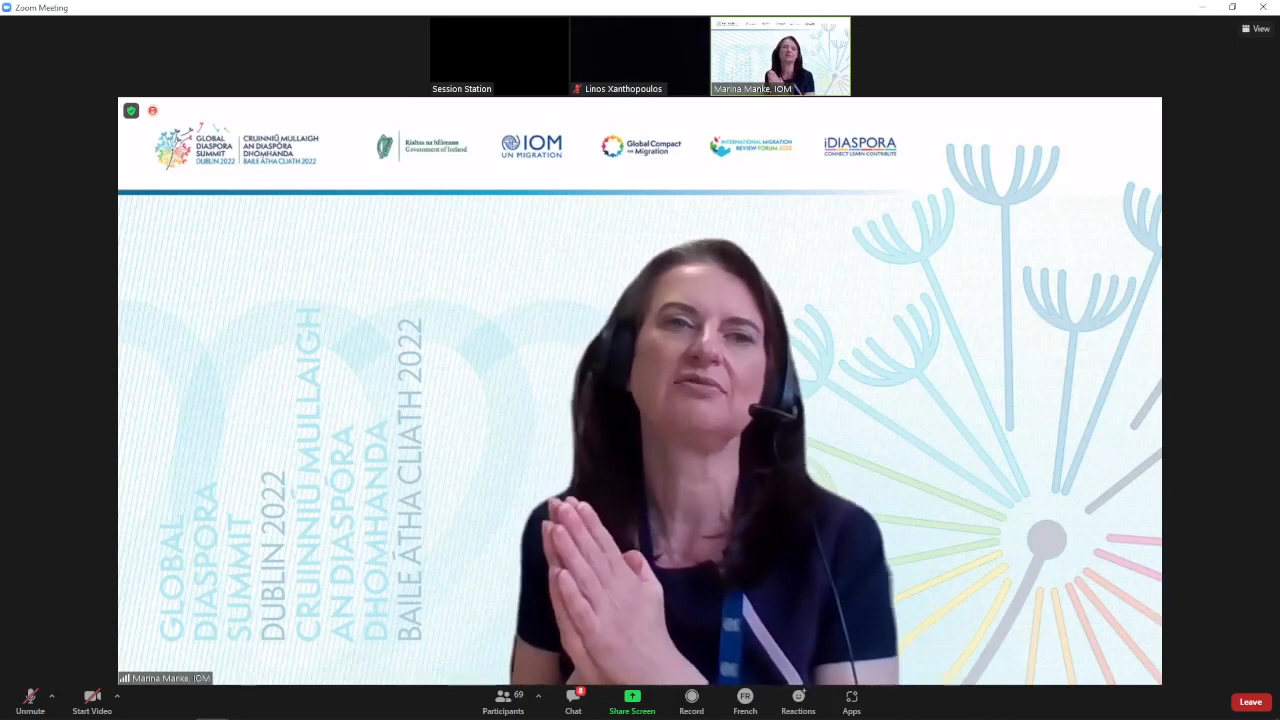 Zoom Meeting
View
Session Station
Linos Xanthopoulos
Marina Manke, IOM
GLOBAL
DIASPORA
SUMMIT
DUBLIN 2022
CRUINNIÚ MULLAIGH
AN DIASPÓRA
DHOMHANDA
BAILE ÁTHA CLIATH 2022
Rialtas na hÉireann
Government of Ireland
IOM
UN MIGRATION
Global Compact
FOR Migration
INTERNATIONAL MIGRATION
REVIEW FORUM 2022
iDIASPORA
CONNECT LEARN CONTRIBUTE
GLOBAL
DIASPORA
SUMMIT
DUBLIN 2022
CRUINNIÚ MULLAIGH
AN DIASPÓRA
DHOMHANDA
BAILE ÁTHA CLIATH 2022
Marina Manke, IOM
Unmute
Start Video
69
Participants
8
Chat
Share Screen
Record
FR
French
Reactions
Apps
Leave